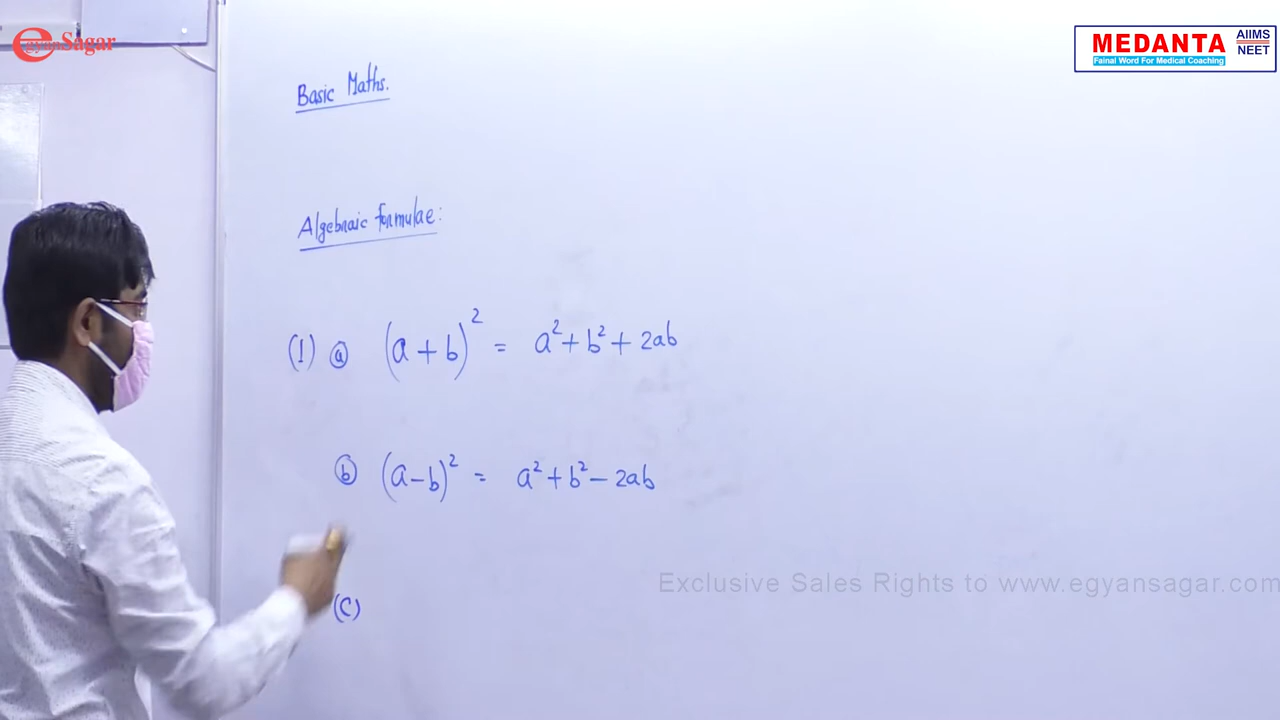 egyanSagar
MEDANTA AIIMS NEET
Fainal Word For Medical Coaching
Basic Maths.
Algebraic formulae:
(1) ⓐ (a + b)² = a² + b² + 2ab
ⓑ (a - b)² = a² + b² - 2ab
Exclusive Sales Rights to www.egyansagar.com
(C)